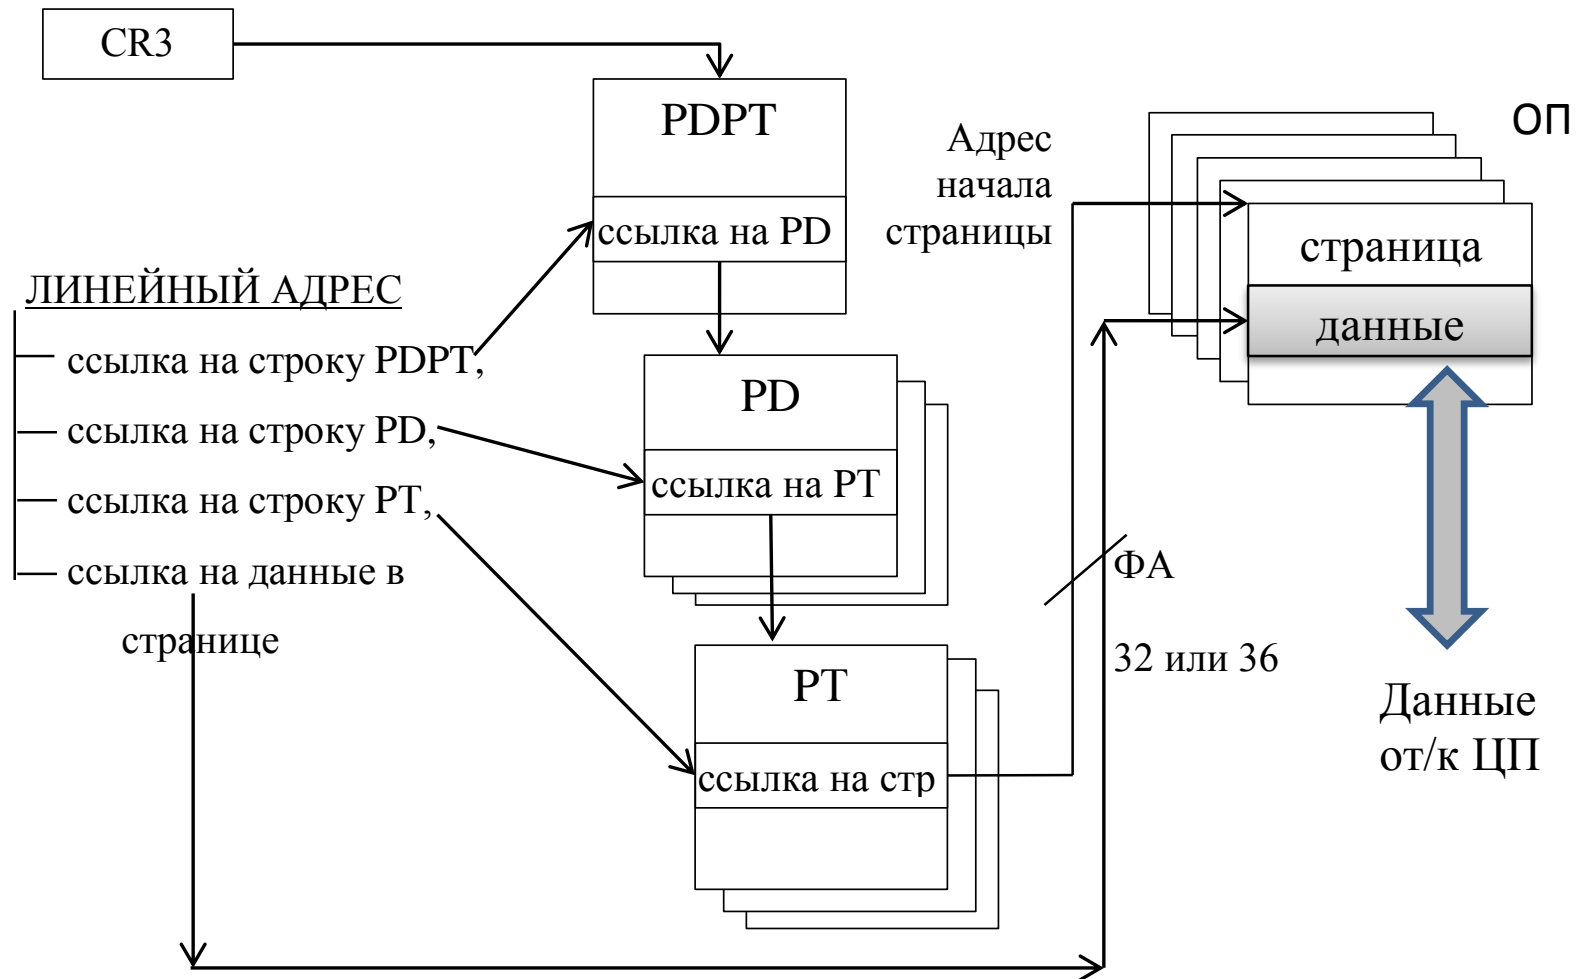 CR3
PDPT
ссылка на PD
ЛИНЕЙНЫЙ АДРЕС
ссылка на строку PDPT,
ссылка на строку PD,
ссылка на строку PT,
ссылка на данные в
странице
PD
ссылка на PT
PT
ссылка на стр
Адрес
начала
страницы
ОП
страница
данные
ФА
32 или 36
Данные
от/к ЦП